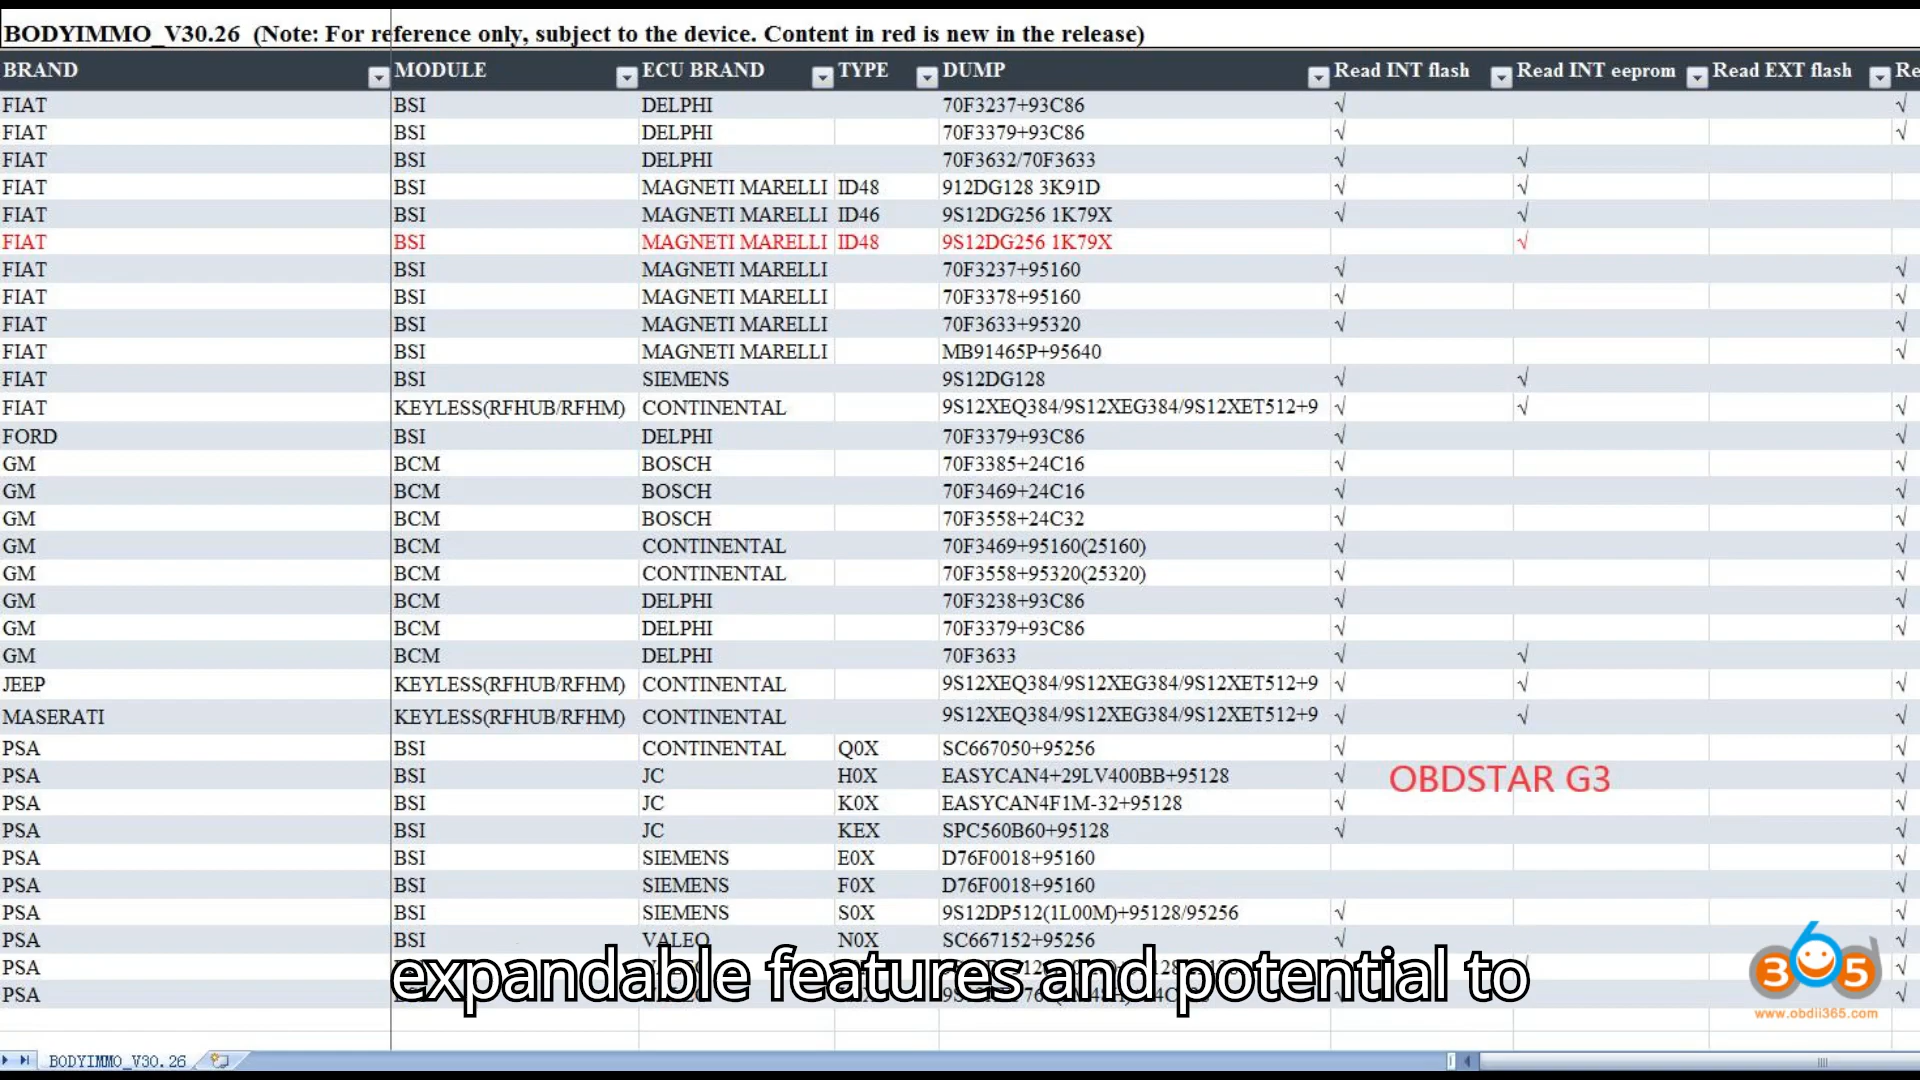 BODYIMMO_V30.26 (Note: For reference only, subject to the device. Content in red is new in the release)
BRAND MODULE ECU BRAND TYPE DUMP Read INT flash Read INT eeprom Read EXT flash Re
FIAT BSI DELPHI 70F3237+93C86 √ √
FIAT BSI DELPHI 70F3379+93C86 √ √
FIAT BSI DELPHI 70F3632/70F3633 √ √
FIAT BSI MAGNETI MARELLI ID48 912DG128 3K91D √ √
FIAT BSI MAGNETI MARELLI ID46 9S12DG256 1K79X √ √
FIAT BSI MAGNETI MARELLI ID48 9S12DG256 1K79X √
FIAT BSI MAGNETI MARELLI 70F3237+95160 √ √
FIAT BSI MAGNETI MARELLI 70F3378+95160 √ √
FIAT BSI MAGNETI MARELLI 70F3633+95320 √ √
FIAT BSI MAGNETI MARELLI MB91465P+95640 √
FIAT BSI SIEMENS 9S12DG128 √ √
FIAT KEYLESS(RFHUB/RFHM) CONTINENTAL 9S12XEQ384/9S12XEG384/9S12XET512+9 √ √ √
FORD BSI DELPHI 70F3379+93C86 √ √
GM BCM BOSCH 70F3385+24C16 √ √
GM BCM BOSCH 70F3469+24C16 √ √
GM BCM BOSCH 70F3558+24C32 √ √
GM BCM CONTINENTAL 70F3469+95160(25160) √ √
GM BCM CONTINENTAL 70F3558+95320(25320) √ √
GM BCM DELPHI 70F3238+93C86 √ √
GM BCM DELPHI 70F3379+93C86 √ √
GM BCM DELPHI 70F3633 √ √
JEEP KEYLESS(RFHUB/RFHM) CONTINENTAL 9S12XEQ384/9S12XEG384/9S12XET512+9 √ √ √
MASERATI KEYLESS(RFHUB/RFHM) CONTINENTAL 9S12XEQ384/9S12XEG384/9S12XET512+9 √ √ √
PSA BSI CONTINENTAL Q0X SC667050+95256 √ √
PSA BSI JC H0X EASYCAN4+29LV400BB+95128 √ √
OBDSTAR G3
PSA BSI JC K0X EASYCAN4F1M-32+95128 √ √
PSA BSI JC KEX SPC560B60+95128 √ √
PSA BSI SIEMENS E0X D76F0018+95160 √
PSA BSI SIEMENS F0X D76F0018+95160 √
PSA BSI SIEMENS S0X 9S12DP512(1L00M)+95128/95256 √ √
PSA BSI VALEO N0X SC667152+95256 √ √
PSA √
PSA √
expandable features and potential to
365
www.obdii365.com
BODYIMMO_V30.26